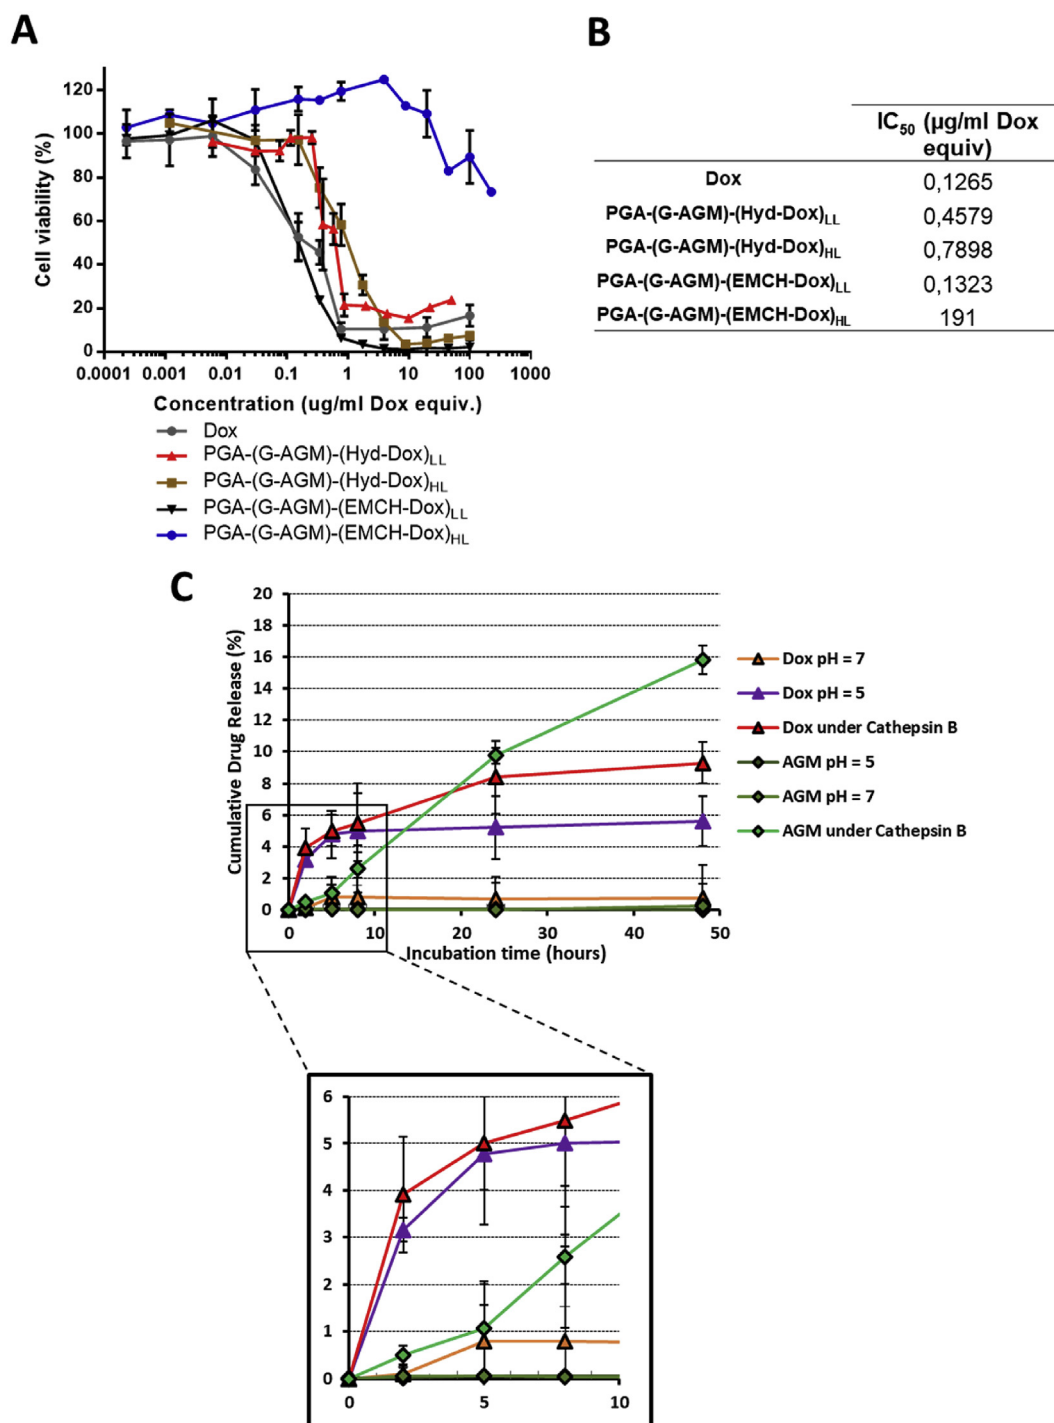 A
B
120
100
80
60
40
20
0
Cell viability (%)
0.0001 0.001 0.01 0.1 1 10 100 1000
Concentration (ug/ml Dox equiv.)
Dox
PGA-(G-AGM)-(Hyd-Dox)LL
PGA-(G-AGM)-(Hyd-Dox)HL
PGA-(G-AGM)-(EMCH-Dox)LL
PGA-(G-AGM)-(EMCH-Dox)HL
IC50 (µg/ml Dox
equiv)
Dox 0,1265
PGA-(G-AGM)-(Hyd-Dox)LL 0,4579
PGA-(G-AGM)-(Hyd-Dox)HL 0,7898
PGA-(G-AGM)-(EMCH-Dox)LL 0,1323
PGA-(G-AGM)-(EMCH-Dox)HL 191
C
20
18
16
14
12
10
8
6
4
2
0
Cumulative Drug Release (%)
0 10 20 30 40 50
Incubation time (hours)
Dox pH = 7
Dox pH = 5
Dox under Cathepsin B
AGM pH = 5
AGM pH = 7
AGM under Cathepsin B
6
5
4
3
2
1
0
0 5 10